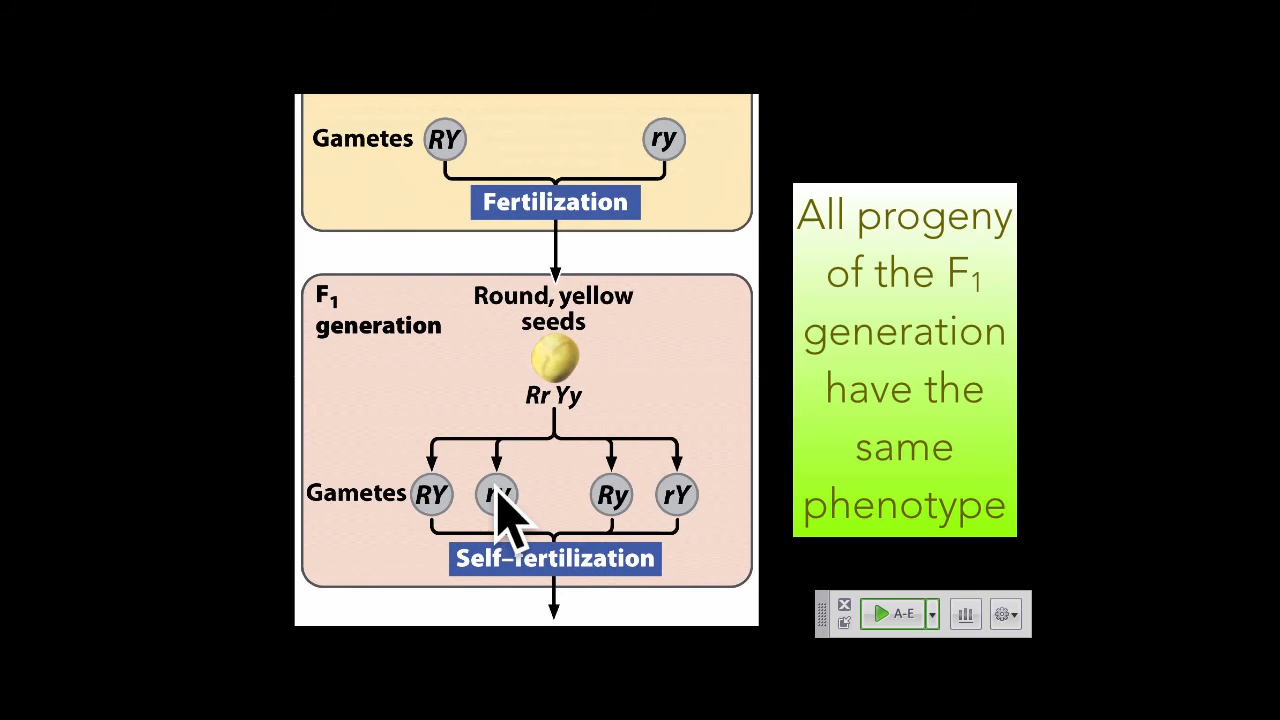 Gametes RY ry
Fertilization
F1
generation
Round, yellow
seeds
Rr Yy
Gametes RY Ry rY
Self–fertilization
All progeny
of the F1
generation
have the
same
phenotype
A-E